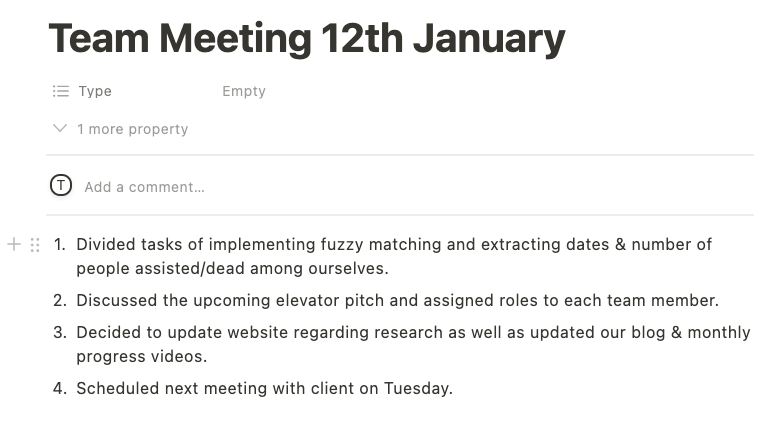 Team Meeting 12th January
Type Empty
1 more property
T Add a comment...
1. Divided tasks of implementing fuzzy matching and extracting dates & number of
people assisted/dead among ourselves.
2. Discussed the upcoming elevator pitch and assigned roles to each team member.
3. Decided to update website regarding research as well as updated our blog & monthly
progress videos.
4. Scheduled next meeting with client on Tuesday.